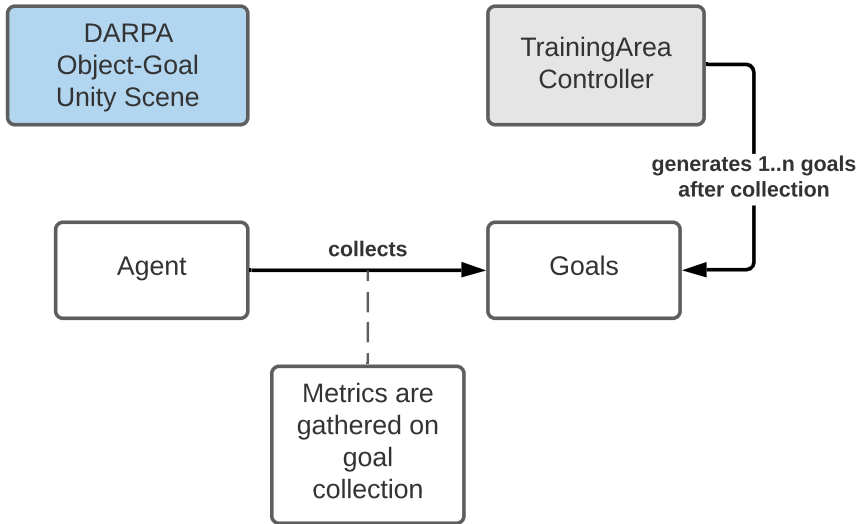 DARPA
Object-Goal
Unity Scene
TrainingArea
Controller
generates 1..n goals
after collection
Agent
collects
Goals
Metrics are
gathered on
goal
collection